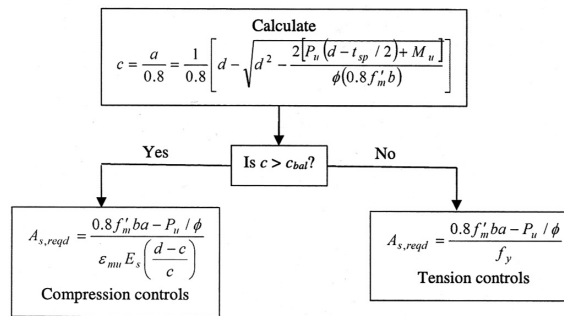 Calculate
c = a/0.8 = 1/0.8 [d − √(d² − 2[P_u(d − t_sp / 2) + M_u] / φ(0.8f′_m b))]
Yes
Is c > c_bal?
No
A_s,reqd = (0.8f′_m ba − P_u / φ) / (ε_mu E_s ((d − c) / c))
Compression controls
A_s,reqd = (0.8f′_m ba − P_u / φ) / f_y
Tension controls